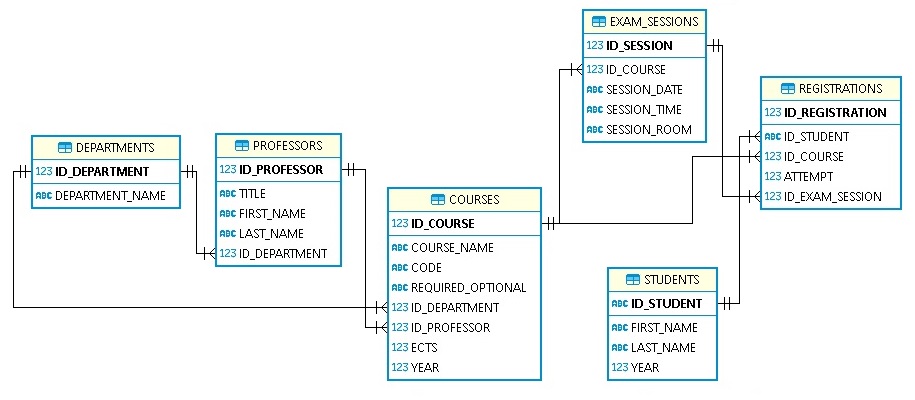 DEPARTMENTS
123 ID_DEPARTMENT
ABC DEPARTMENT_NAME
PROFESSORS
123 ID_PROFESSOR
ABC TITLE
ABC FIRST_NAME
ABC LAST_NAME
123 ID_DEPARTMENT
COURSES
123 ID_COURSE
ABC COURSE_NAME
ABC CODE
ABC REQUIRED_OPTIONAL
123 ID_DEPARTMENT
123 ID_PROFESSOR
123 ECTS
123 YEAR
EXAM_SESSIONS
123 ID_SESSION
123 ID_COURSE
ABC SESSION_DATE
ABC SESSION_TIME
ABC SESSION_ROOM
REGISTRATIONS
123 ID_REGISTRATION
ABC ID_STUDENT
123 ID_COURSE
123 ATTEMPT
123 ID_EXAM_SESSION
STUDENTS
ABC ID_STUDENT
ABC FIRST_NAME
ABC LAST_NAME
123 YEAR